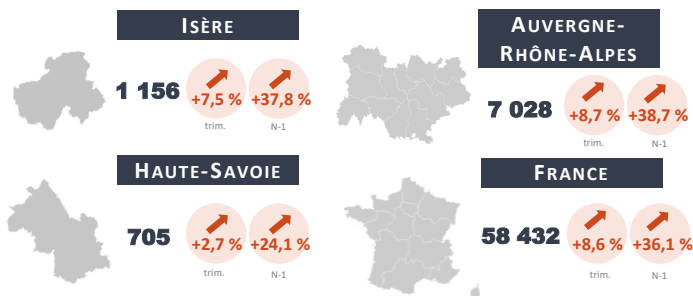 ISÈRE
1 156
+7,5 %
+37,8 %
trim.
N-1
AUVERGNE-
RHÔNE-ALPES
7 028
+8,7 %
+38,7 %
trim.
N-1
HAUTE-SAVOIE
705
+2,7 %
+24,1 %
trim.
N-1
FRANCE
58 432
+8,6 %
+36,1 %
trim.
N-1